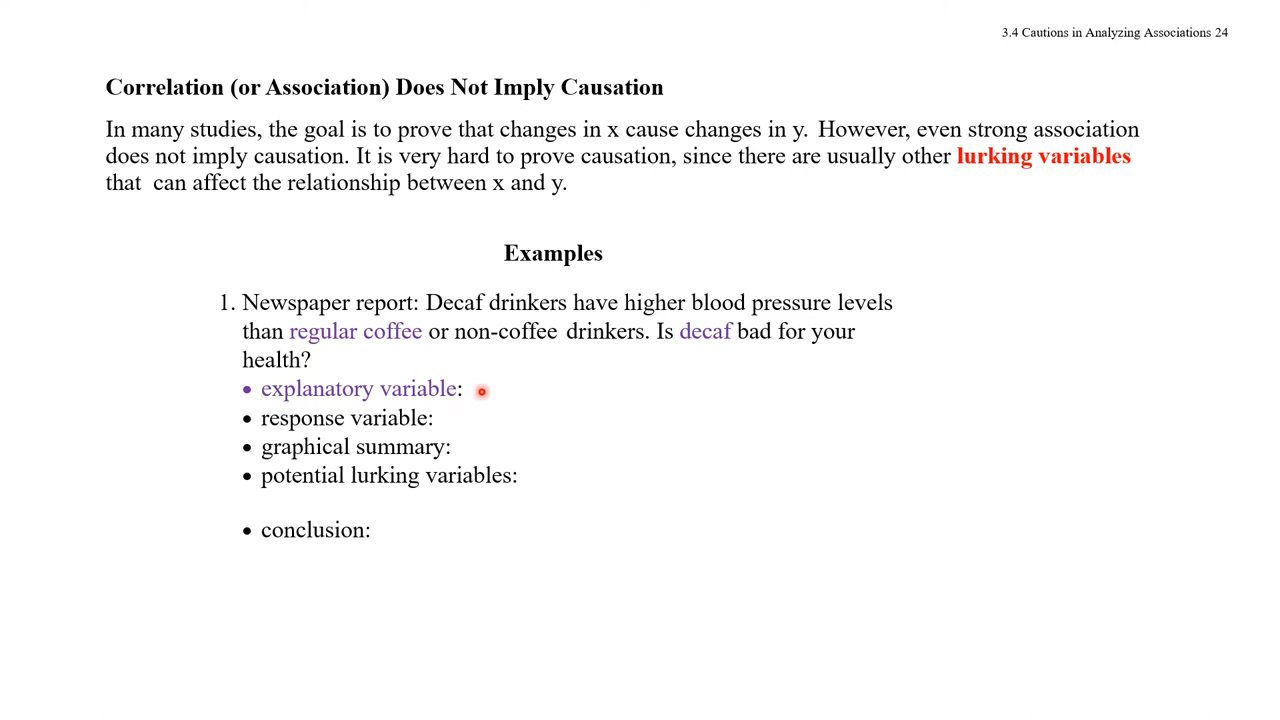 3.4 Cautions in Analyzing Associations 24
Correlation (or Association) Does Not Imply Causation
In many studies, the goal is to prove that changes in x cause changes in y. However, even strong association
does not imply causation. It is very hard to prove causation, since there are usually other lurking variables
that can affect the relationship between x and y.
Examples
1. Newspaper report: Decaf drinkers have higher blood pressure levels
than regular coffee or non-coffee drinkers. Is decaf bad for your
health?
• explanatory variable:
• response variable:
• graphical summary:
• potential lurking variables:
• conclusion: